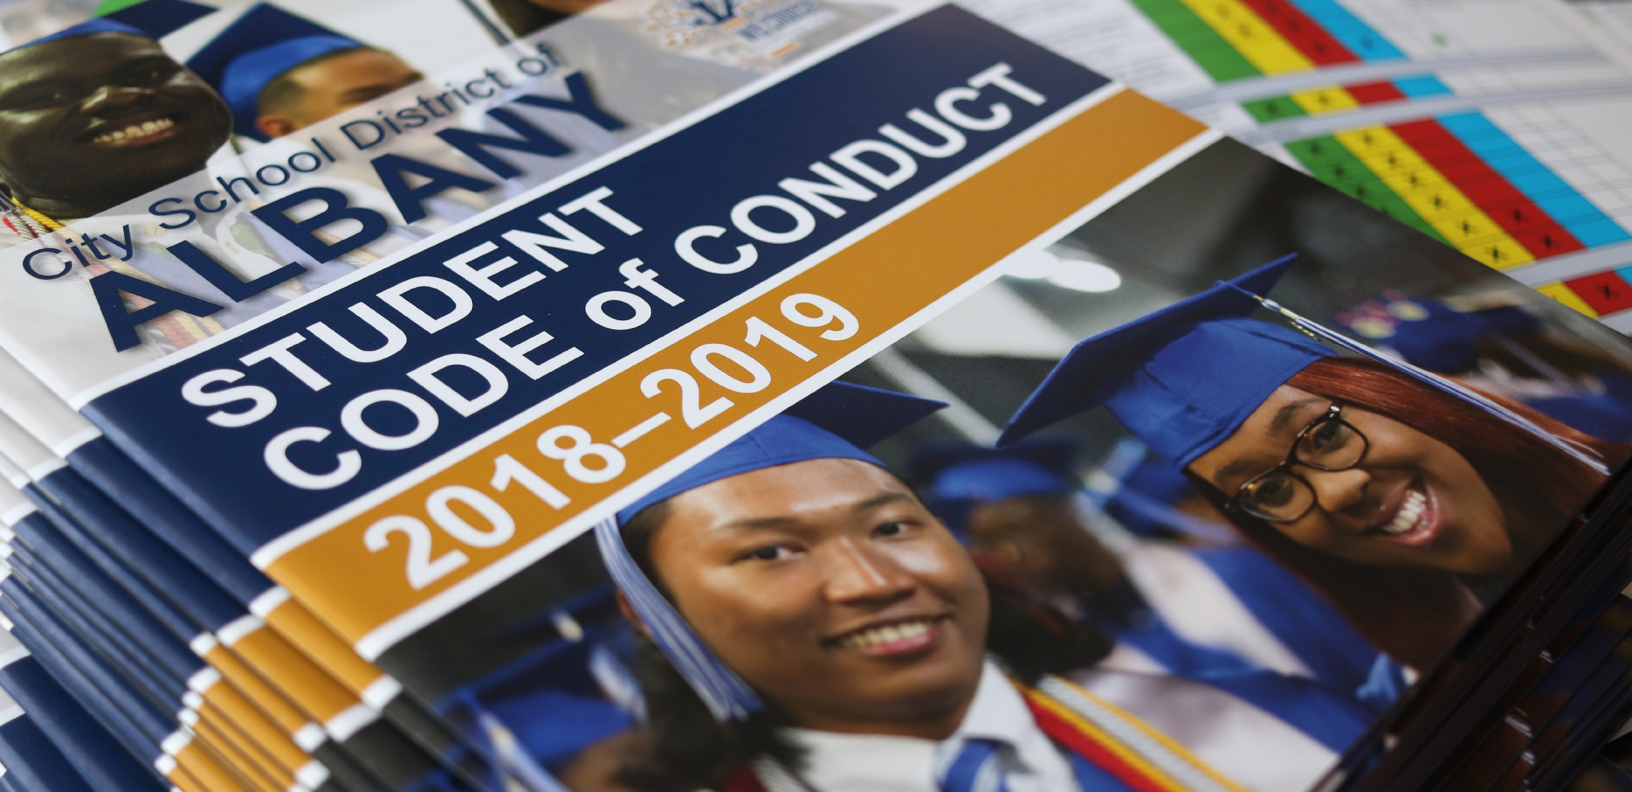 City School District of
ALBANY
STUDENT
CODE of CONDUCT
2018–2019